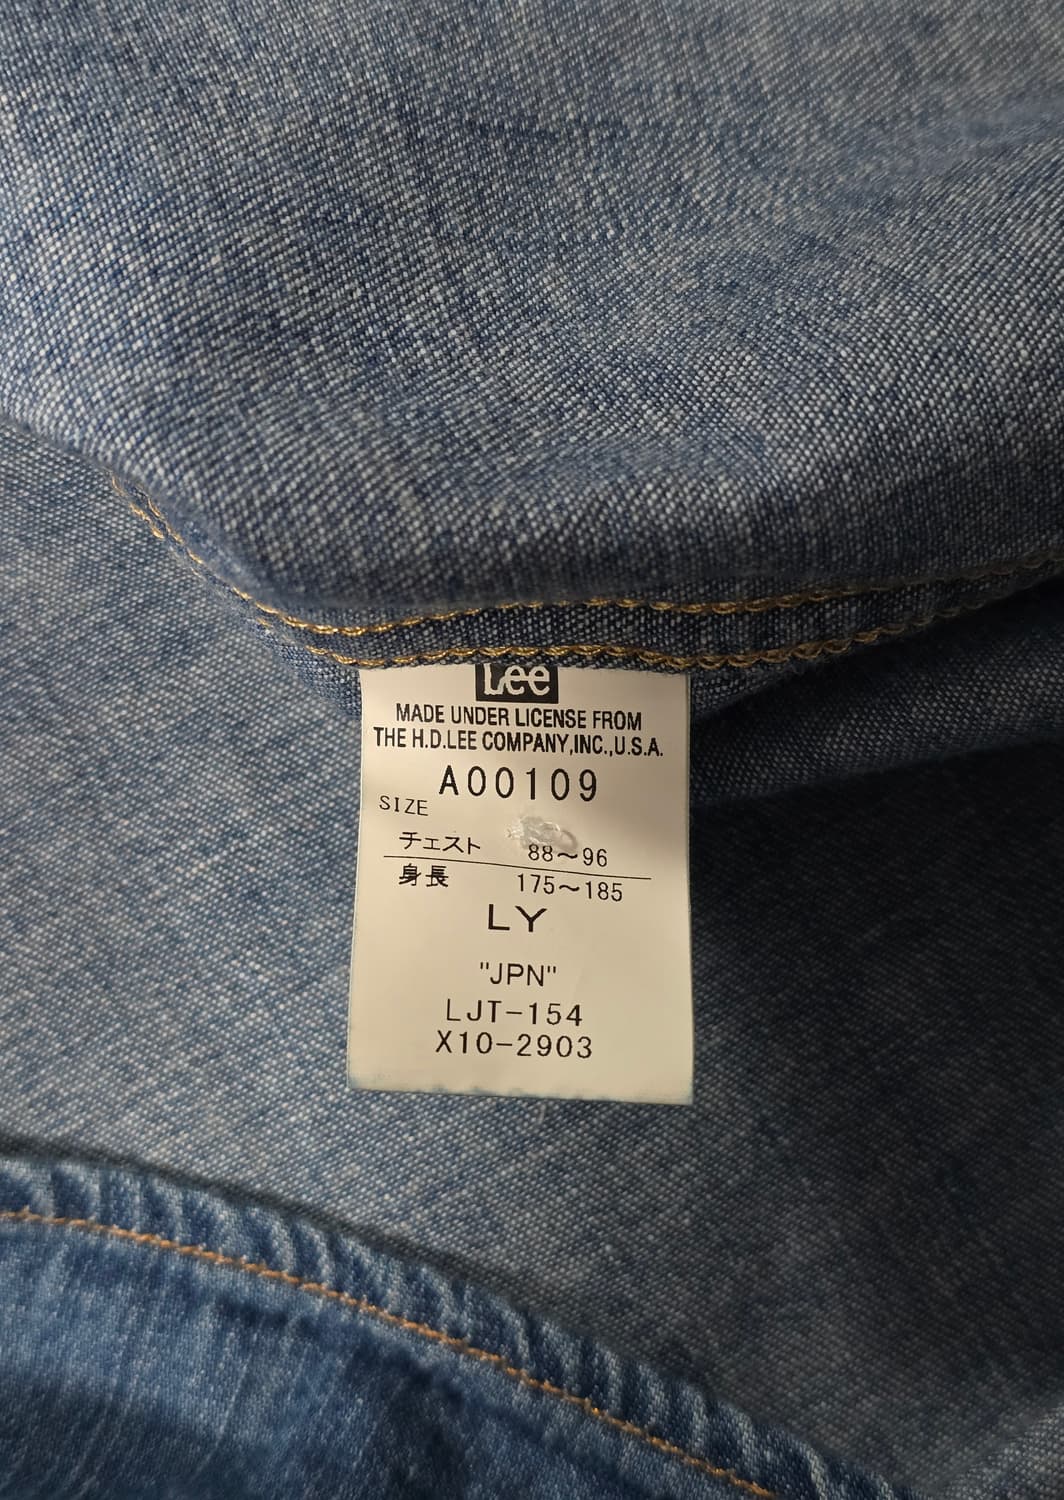 Lee
MADE UNDER LICENSE FROM
THE H.D.LEE COMPANY,INC.,U.S.A.
A00109
SIZE
チェスト 88～96
身長 175～185
LY
"JPN"
LJT-154
X10-2903